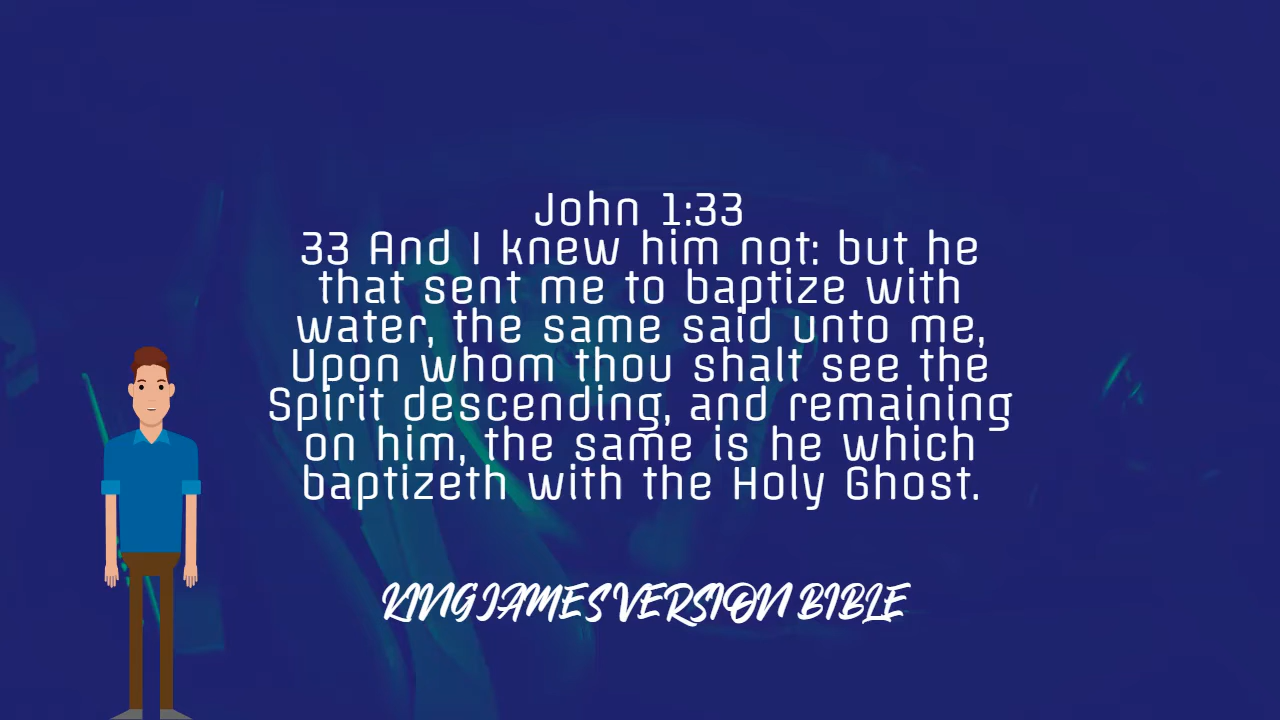 John 1:33
33 And I knew him not: but he
that sent me to baptize with
water, the same said unto me,
Upon whom thou shalt see the
Spirit descending, and remaining
on him, the same is he which
baptizeth with the Holy Ghost.
KING JAMES VERSION BIBLE